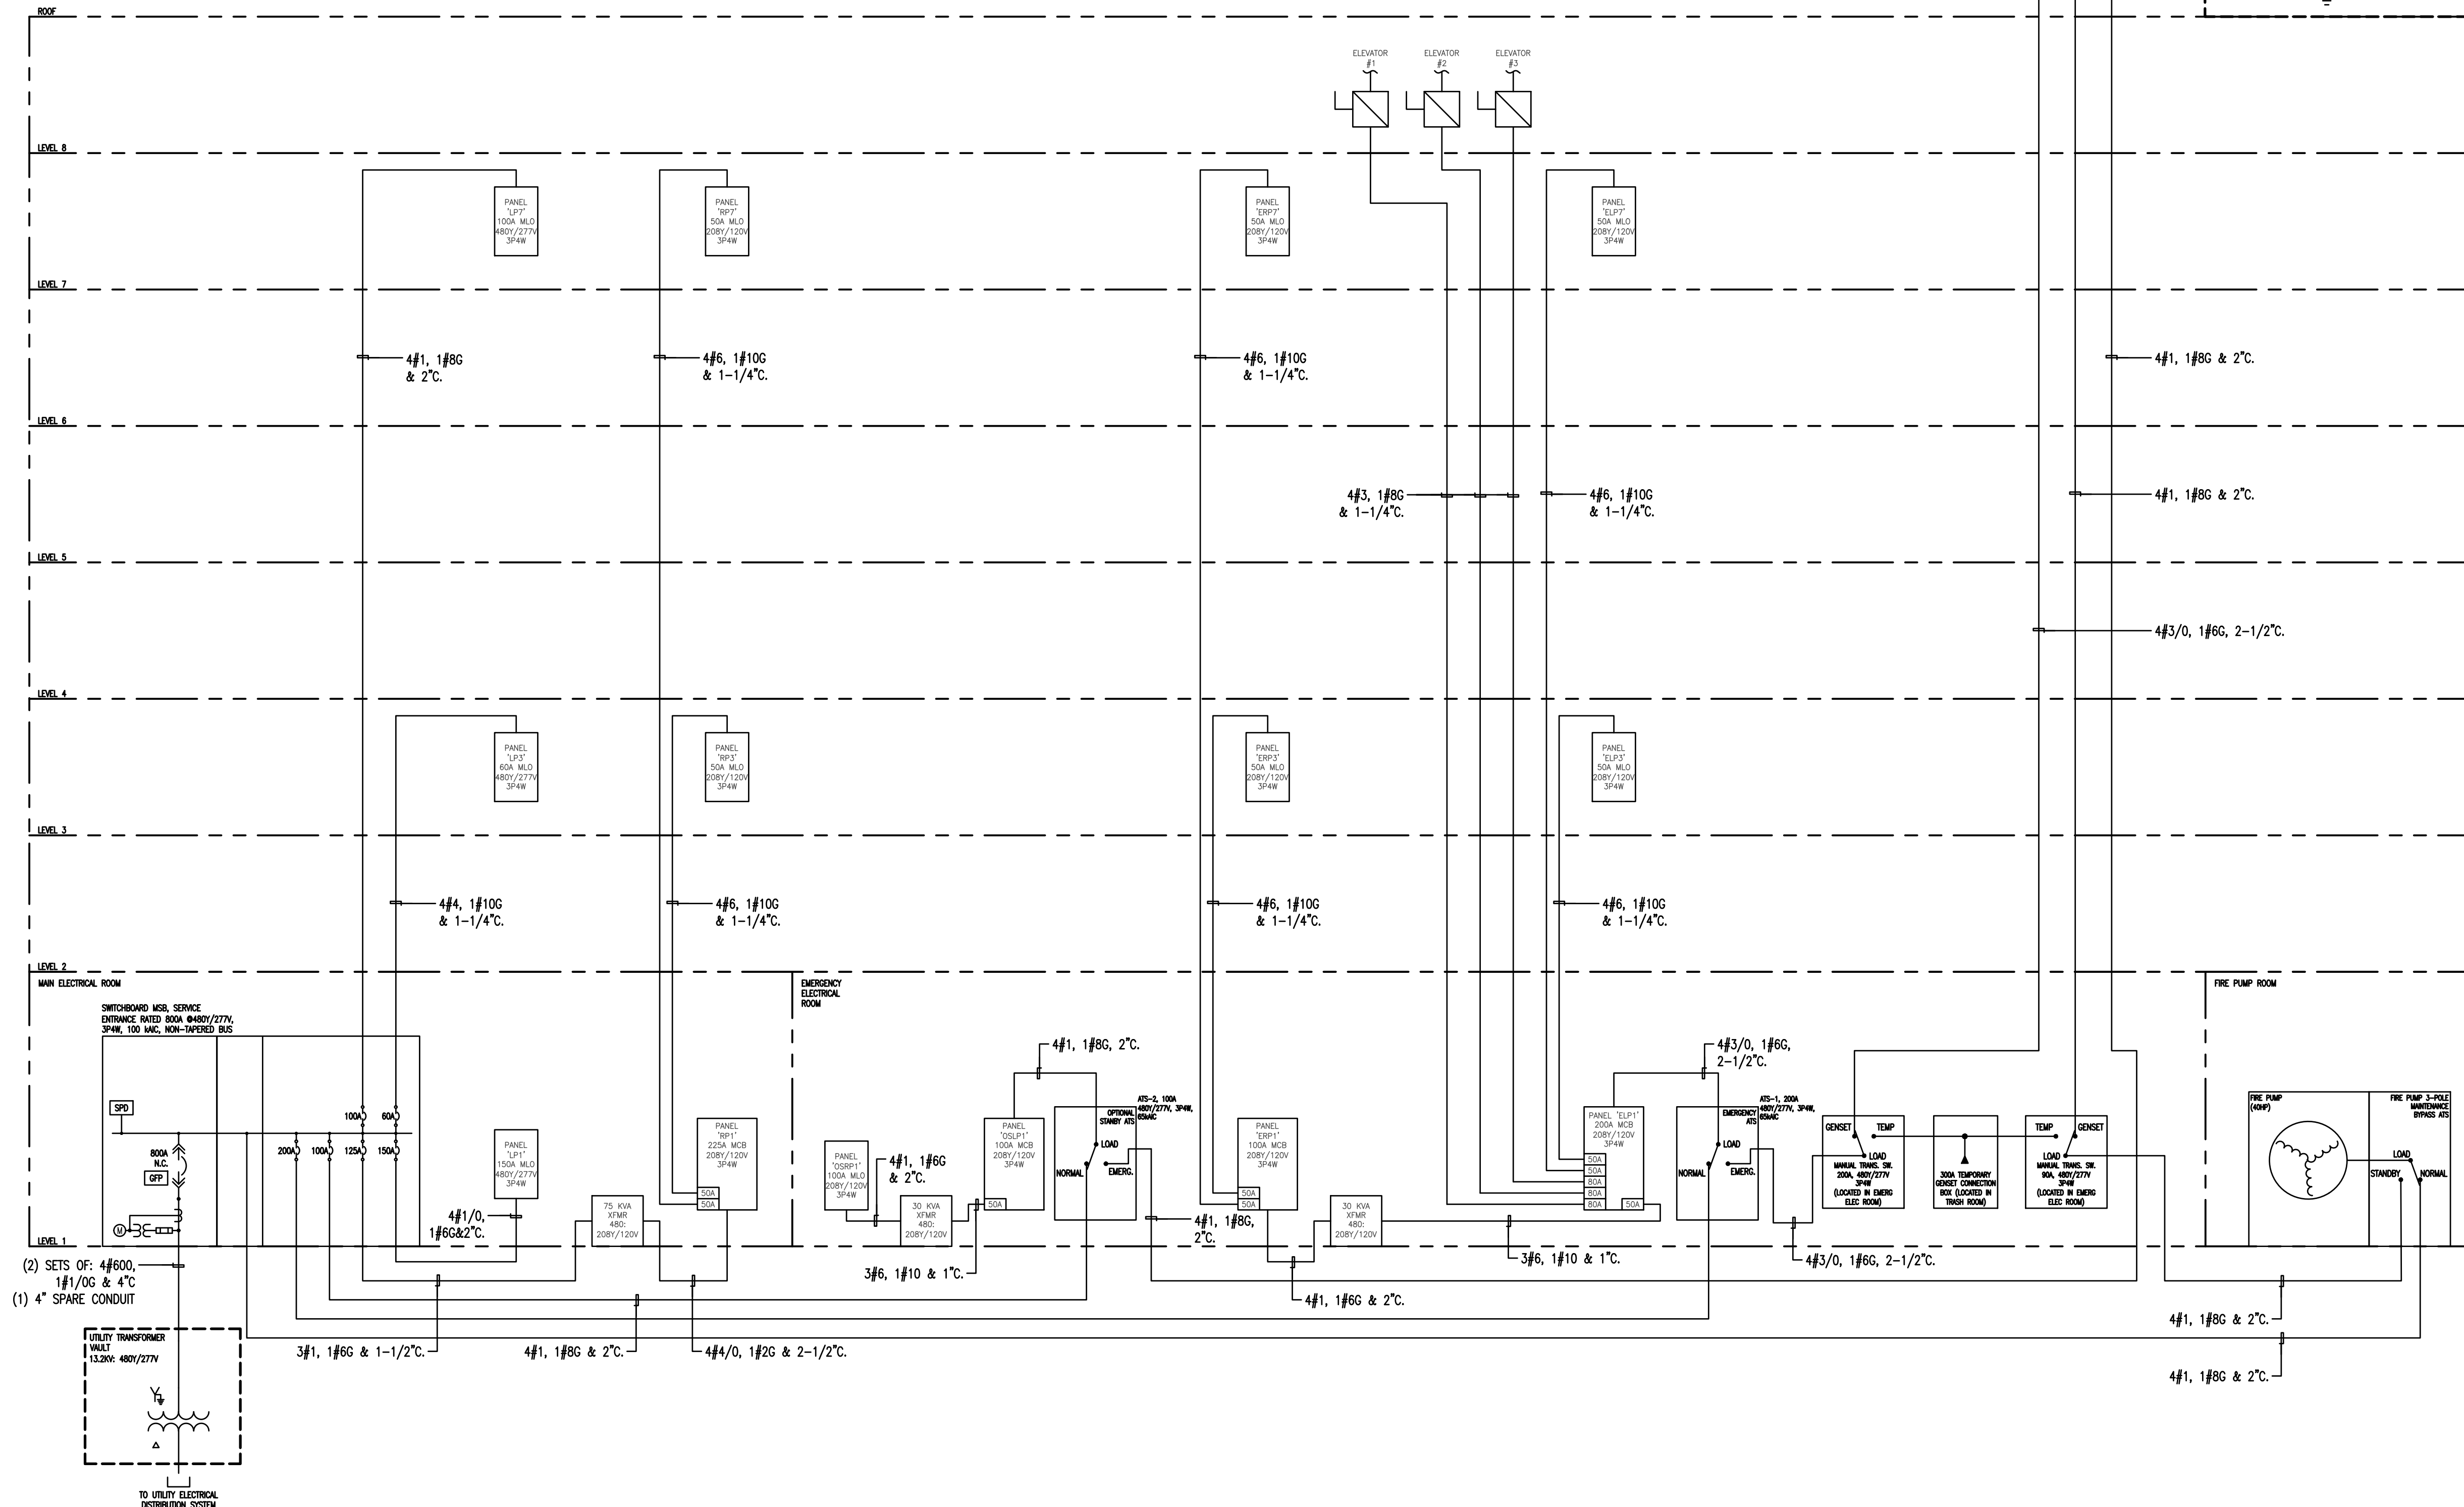 ROOF
ELEVATOR
#1
ELEVATOR
#2
ELEVATOR
#3
LEVEL 8
PANEL
'LP7'
100A MLO
480Y/277V
3P4W
PANEL
'RP7'
50A MLO
208Y/120V
3P4W
PANEL
'ERP7'
50A MLO
208Y/120V
3P4W
PANEL
'ELP7'
50A MLO
208Y/120V
3P4W
LEVEL 7
4#1, 1#8G
& 2"C.
4#6, 1#10G
& 1-1/4"C.
4#6, 1#10G
& 1-1/4"C.
4#1, 1#8G & 2"C.
LEVEL 6
4#3, 1#8G
& 1-1/4"C.
4#6, 1#10G
& 1-1/4"C.
4#1, 1#8G & 2"C.
LEVEL 5
4#3/0, 1#6G, 2-1/2"C.
LEVEL 4
PANEL
'LP3'
60A MLO
480Y/277V
3P4W
PANEL
'RP3'
50A MLO
208Y/120V
3P4W
PANEL
'ERP3'
50A MLO
208Y/120V
3P4W
PANEL
'ELP3'
50A MLO
208Y/120V
3P4W
LEVEL 3
4#4, 1#10G
& 1-1/4"C.
4#6, 1#10G
& 1-1/4"C.
4#6, 1#10G
& 1-1/4"C.
4#6, 1#10G
& 1-1/4"C.
LEVEL 2
MAIN ELECTRICAL ROOM
EMERGENCY
ELECTRICAL
ROOM
FIRE PUMP ROOM
SWITCHBOARD MSB, SERVICE
ENTRANCE RATED 800A @480Y/277V,
3P4W, 100 kAIC, NON-TAPERED BUS
SPD
800A
N.C.
GFP
M
100A
60A
200A
100A
125A
150A
PANEL
'LP1'
150A MLO
480Y/277V
3P4W
4#1/0,
1#6G&2"C.
75 KVA
XFMR
480:
208Y/120V
PANEL
'RP1'
225A MCB
208Y/120V
3P4W
50A
50A
PANEL
'OSRP1'
100A MLO
208Y/120V
3P4W
4#1, 1#6G
& 2"C.
30 KVA
XFMR
480:
208Y/120V
PANEL
'OSLP1'
100A MCB
208Y/120V
3P4W
50A
4#1, 1#8G, 2"C.
ATS-2, 100A
480Y/277V, 3P4W,
65kAIC
OPTIONAL
STANBY ATS
LOAD
NORMAL
EMERG.
4#1, 1#8G,
2"C.
PANEL
'ERP1'
100A MCB
208Y/120V
3P4W
50A
50A
30 KVA
XFMR
480:
208Y/120V
PANEL 'ELP1'
200A MCB
208Y/120V
3P4W
50A
50A
80A
80A
80A
50A
4#3/0, 1#6G,
2-1/2"C.
ATS-1, 200A
480Y/277V, 3P4W,
65kAIC
EMERGENCY
ATS
LOAD
NORMAL
EMERG.
GENSET
TEMP
LOAD
MANUAL TRANS. SW.
200A, 480Y/277V
3P4W
(LOCATED IN EMERG
ELEC ROOM)
300A TEMPORARY
GENSET CONNECTION
BOX (LOCATED IN
TRASH ROOM)
TEMP
GENSET
LOAD
MANUAL TRANS. SW.
90A, 480Y/277V
3P4W
(LOCATED IN EMERG
ELEC ROOM)
FIRE PUMP
(40HP)
FIRE PUMP 3-POLE
MAINTENANCE
BYPASS ATS
LOAD
STANDBY
NORMAL
LEVEL 1
(2) SETS OF: 4#600,
1#1/0G & 4"C
(1) 4" SPARE CONDUIT
3#6, 1#10 & 1"C.
3#6, 1#10 & 1"C.
4#3/0, 1#6G, 2-1/2"C.
4#1, 1#6G & 2"C.
4#1, 1#8G & 2"C.
3#1, 1#6G & 1-1/2"C.
4#1, 1#8G & 2"C.
4#4/0, 1#2G & 2-1/2"C.
4#1, 1#8G & 2"C.
UTILITY TRANSFORMER
VAULT
13.2KV: 480Y/277V
TO UTILITY ELECTRICAL
DISTRIBUTION SYSTEM